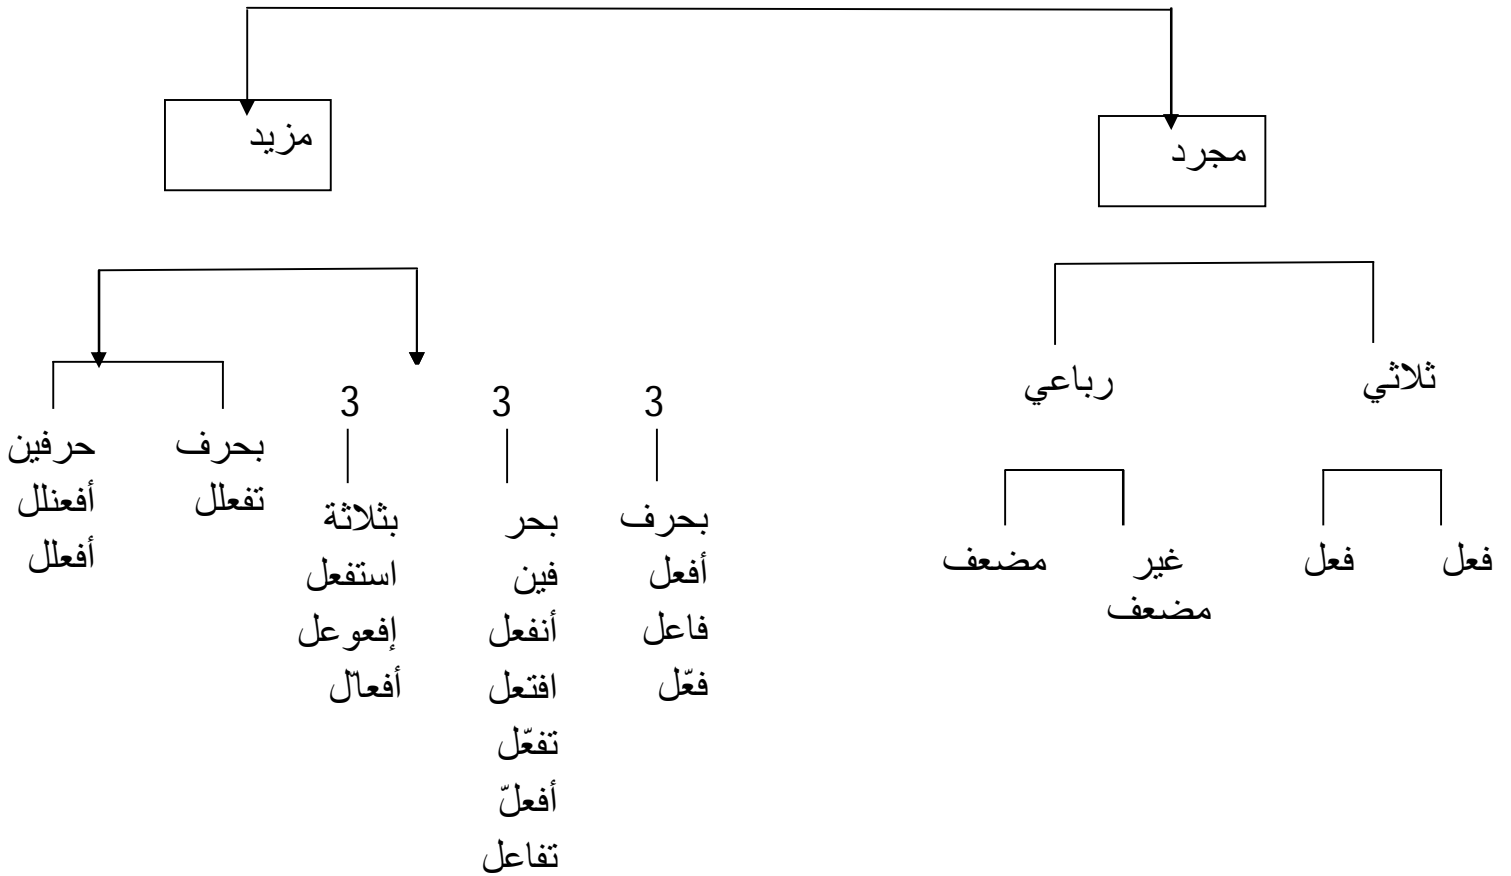 مجرد
مزيد
ثلاثي
رباعي
فعل
فعل
غير
مضعف
مضعف
3
بحرف
أفعل
فاعل
فعّل
3
بحر
فين
أنفعل
افتعل
تفعّل
أفعلّ
تفاعل
3
بثلاثة
استفعل
إفعوعل
أفعاّل
بحرف
تفعلل
حرفين
أفعنلل
أفعلل